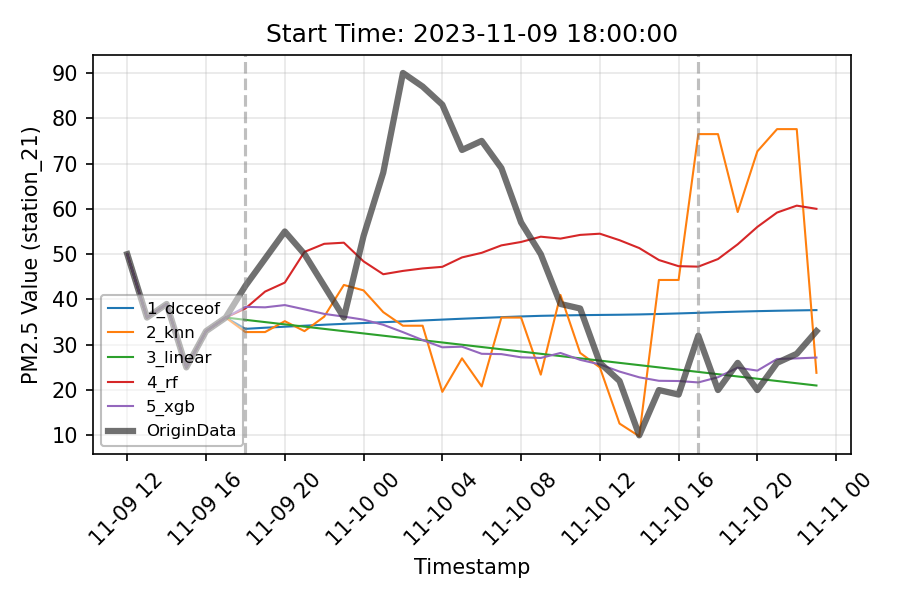 Start Time: 2023-11-09 18:00:00
PM2.5 Value (station_21)
90
80
70
60
50
40
30
20
10
1_dcceof
2_knn
3_linear
4_rf
5_xgb
OriginData
11-09 12
11-09 16
11-09 20
11-10 00
11-10 04
11-10 08
11-10 12
11-10 16
11-10 20
11-11 00
Timestamp